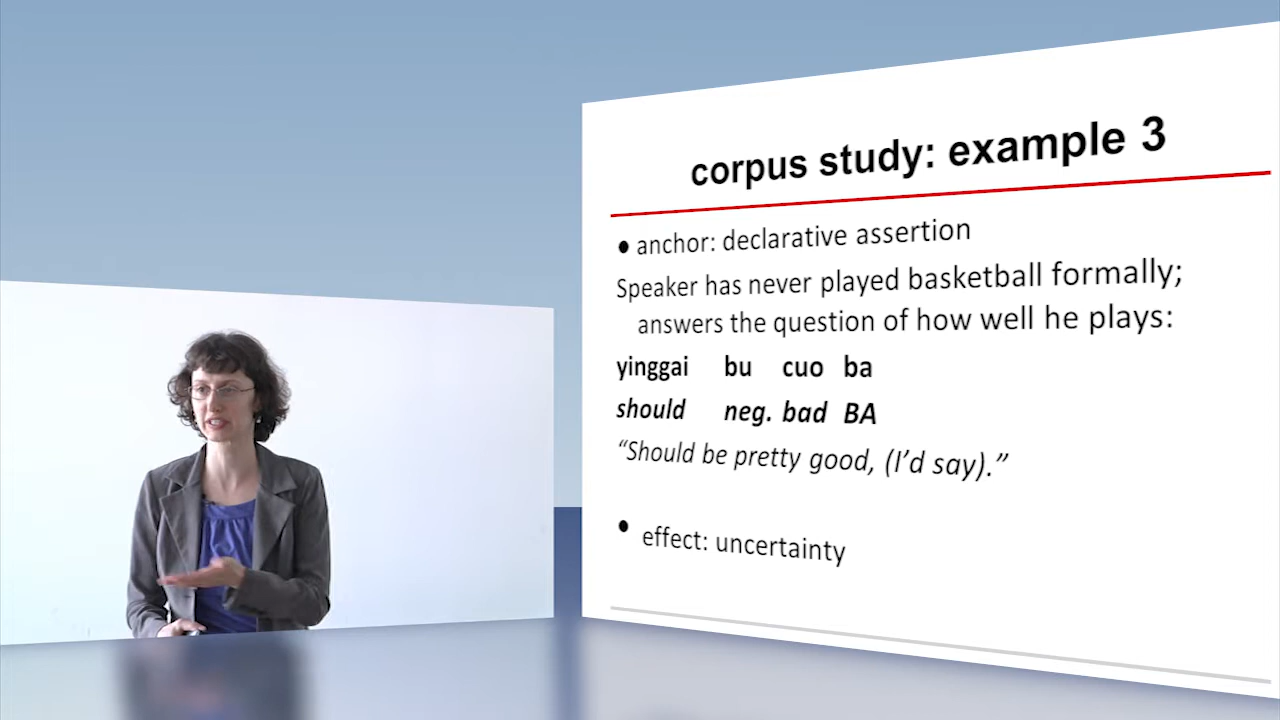 corpus study: example 3
● anchor: declarative assertion
Speaker has never played basketball formally;
answers the question of how well he plays:
yinggai bu cuo ba
should neg. bad BA
“Should be pretty good, (I’d say).”
● effect: uncertainty